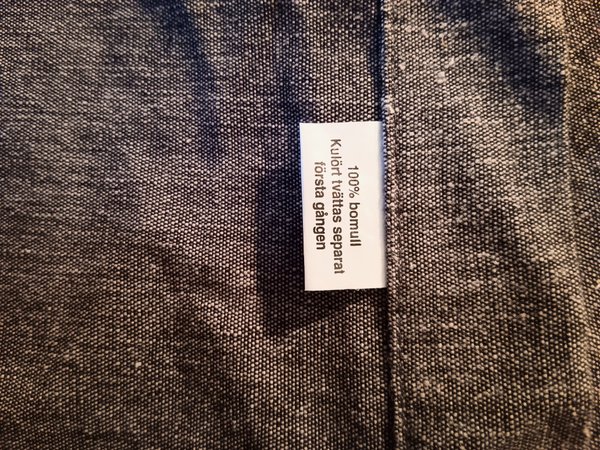 100% bomull
Kulört tvättas separat
första gången